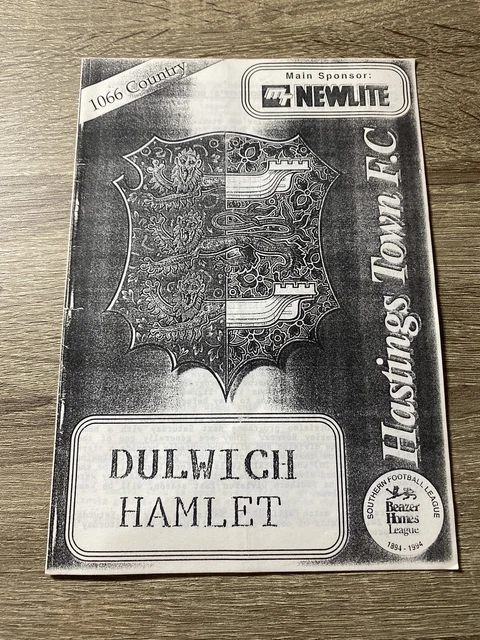 1066 Country
Main Sponsor:
NEWLITE
Hastings Town F.C
DULWICH
HAMLET
SOUTHERN FOOTBALL LEAGUE
Beazer
Homes
League
1894 - 1994